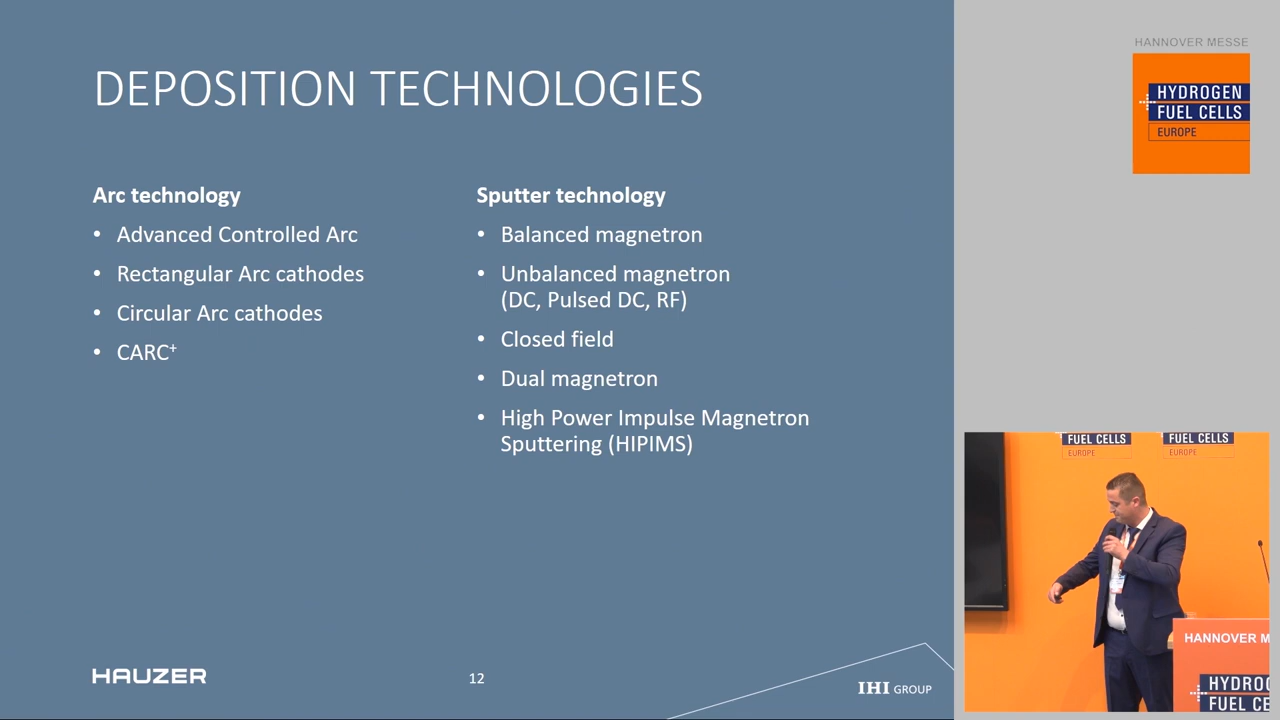 DEPOSITION TECHNOLOGIES
Arc technology
• Advanced Controlled Arc
• Rectangular Arc cathodes
• Circular Arc cathodes
• CARC⁺
Sputter technology
• Balanced magnetron
• Unbalanced magnetron
(DC, Pulsed DC, RF)
• Closed field
• Dual magnetron
• High Power Impulse Magnetron
Sputtering (HIPIMS)
HAUZER
12
IHI GROUP
HANNOVER MESSE
HYDROGEN
FUEL CELLS
EUROPE
FUEL CELLS
EUROPE
FUEL CELLS
EUROPE
HANNOVER M
HYDROG
FUEL CE